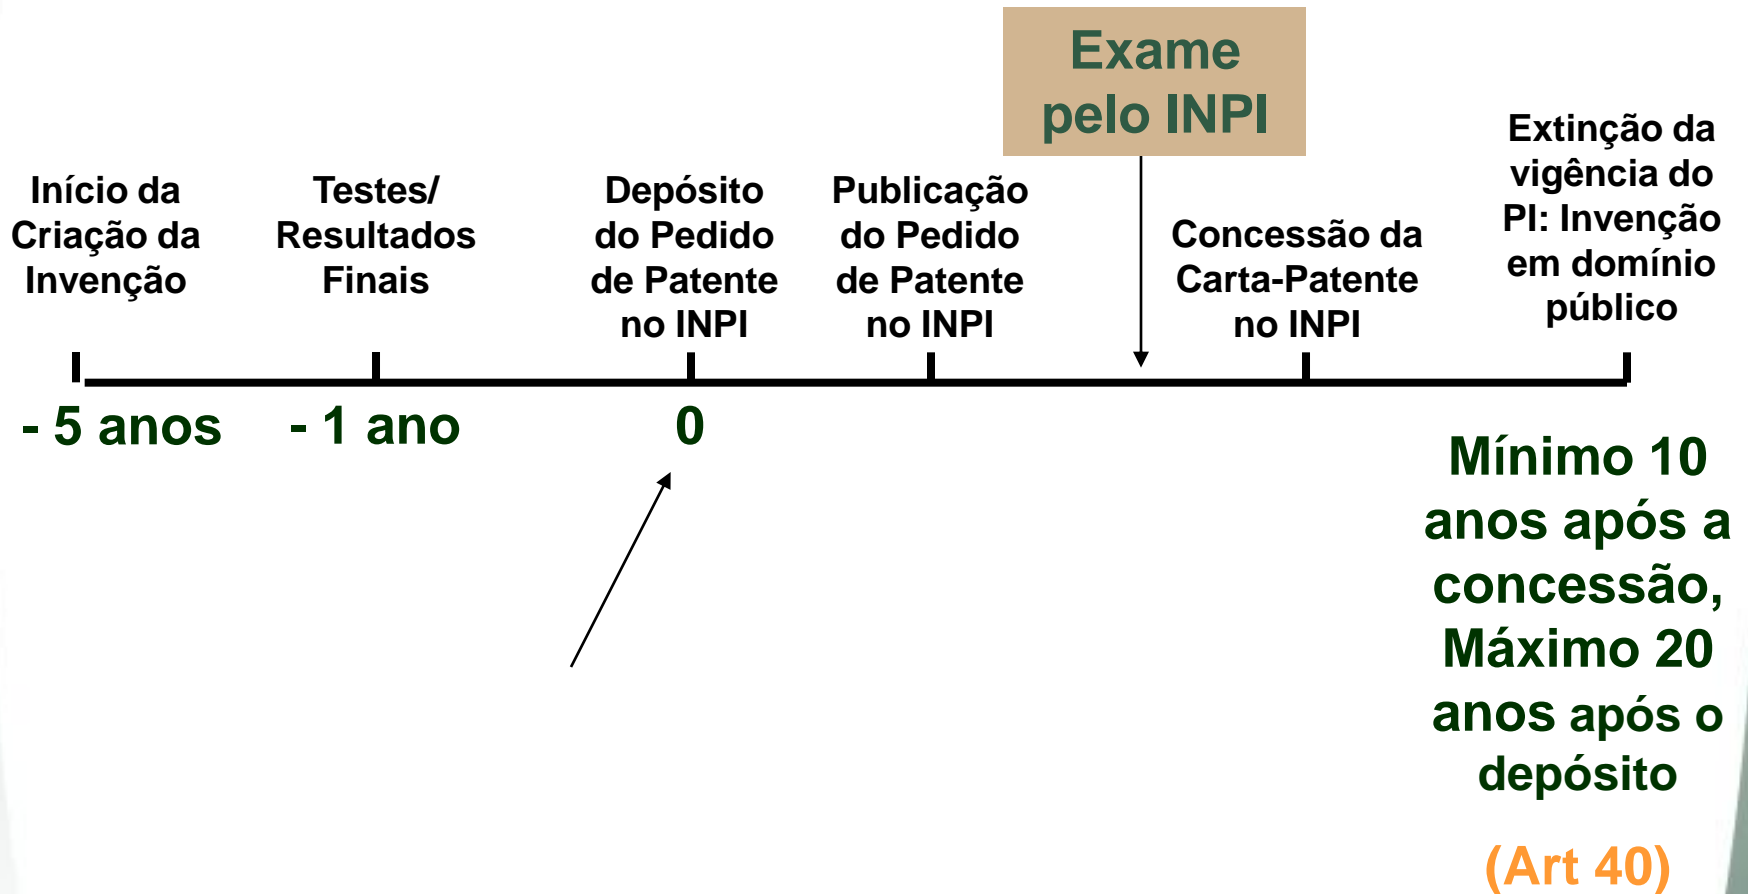 Exame
pelo INPI
Início da
Criação da
Invenção
Testes/
Resultados
Finais
Depósito
do Pedido
de Patente
no INPI
Publicação
do Pedido
de Patente
no INPI
Concessão da
Carta-Patente
no INPI
Extinção da
vigência do
PI: Invenção
em domínio
público
- 5 anos
- 1 ano
0
Mínimo 10
anos após a
concessão,
Máximo 20
anos após o
depósito
(Art 40)